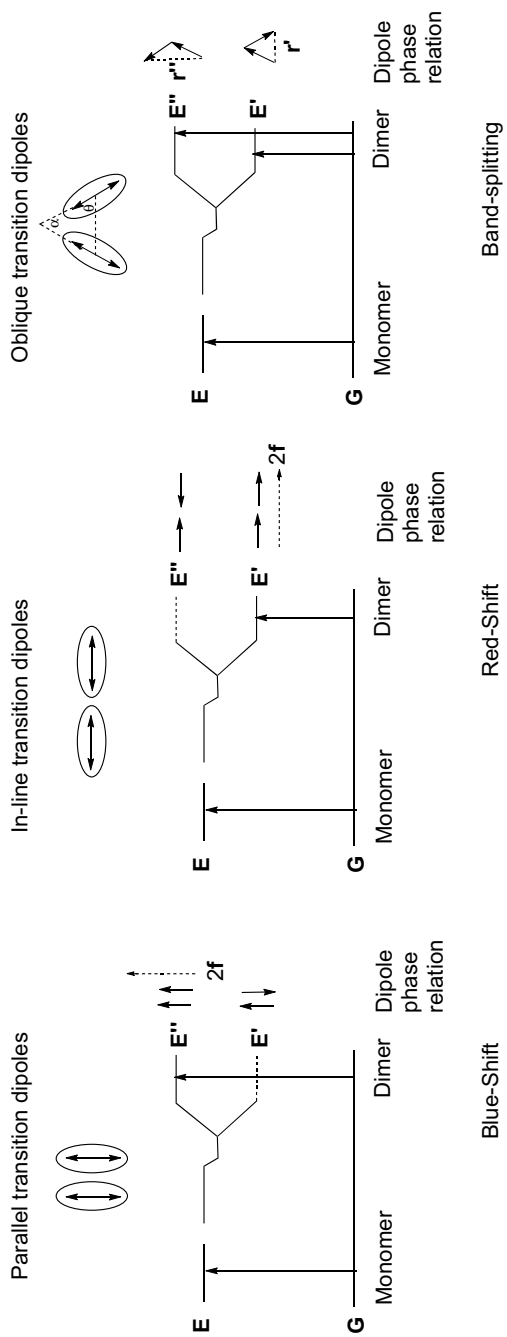 Parallel transition dipoles
E
E"
E'
2f
G
Monomer
Dimer
Dipole
phase
relation
Blue-Shift
In-line transition dipoles
E
E"
E'
2f
G
Monomer
Dimer
Dipole
phase
relation
Red-Shift
Oblique transition dipoles
α
θ
E
E"
r"
E'
r'
G
Monomer
Dimer
Dipole
phase
relation
Band-splitting